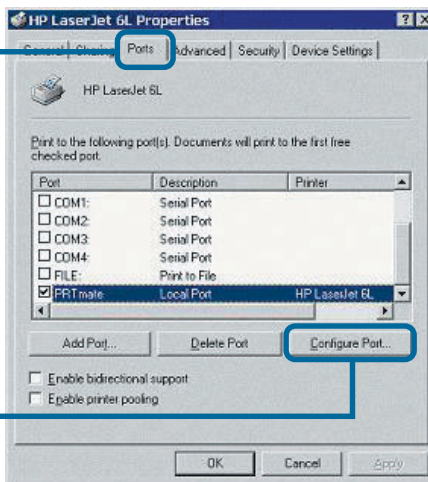 HP LaserJet 6L Properties
General Sharing Ports Advanced Security Device Settings
HP LaserJet 6L
Print to the following port(s). Documents will print to the first free
checked port.
Port Description Printer
COM1: Serial Port
COM2: Serial Port
COM3: Serial Port
COM4: Serial Port
FILE: Print to File
PRTmate Local Port HP LaserJet 6L
Add Port... Delete Port Configure Port...
Enable bidirectional support
Enable printer pooling
OK Cancel Apply